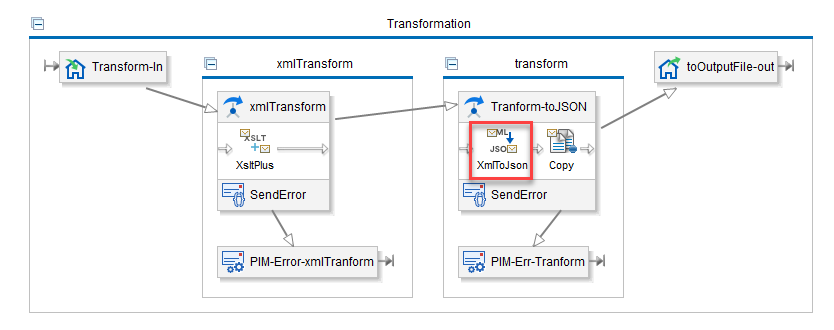 Transformation
Transform-In
xmlTransform
transform
toOutputFile-out
xmlTransform
Tranform-toJSON
XSLT
ML
JSO
XsltPlus
XmlToJson
Copy
SendError
SendError
PIM-Error-xmlTranform
PIM-Err-Tranform